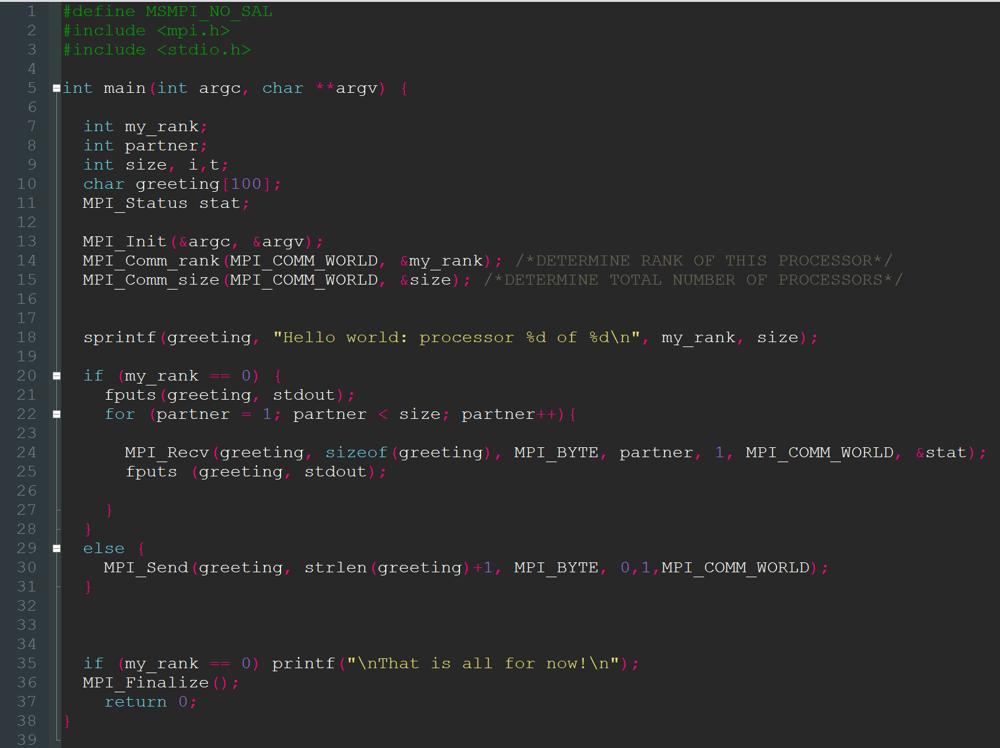 1 #define MSMPI_NO_SAL
2 #include <mpi.h>
3 #include <stdio.h>
4
5 int main(int argc, char **argv) {
6
7 int my_rank;
8 int partner;
9 int size, i,t;
10 char greeting[100];
11 MPI_Status stat;
12
13 MPI_Init(&argc, &argv);
14 MPI_Comm_rank(MPI_COMM_WORLD, &my_rank); /*DETERMINE RANK OF THIS PROCESSOR*/
15 MPI_Comm_size(MPI_COMM_WORLD, &size); /*DETERMINE TOTAL NUMBER OF PROCESSORS*/
16
17
18 sprintf(greeting, "Hello world: processor %d of %d\n", my_rank, size);
19
20 if (my_rank == 0) {
21 fputs(greeting, stdout);
22 for (partner = 1; partner < size; partner++){
23
24 MPI_Recv(greeting, sizeof(greeting), MPI_BYTE, partner, 1, MPI_COMM_WORLD, &stat);
25 fputs (greeting, stdout);
26
27 }
28 }
29 else {
30 MPI_Send(greeting, strlen(greeting)+1, MPI_BYTE, 0,1,MPI_COMM_WORLD);
31 }
32
33
34
35 if (my_rank == 0) printf("\nThat is all for now!\n");
36 MPI_Finalize();
37 return 0;
38 }
39